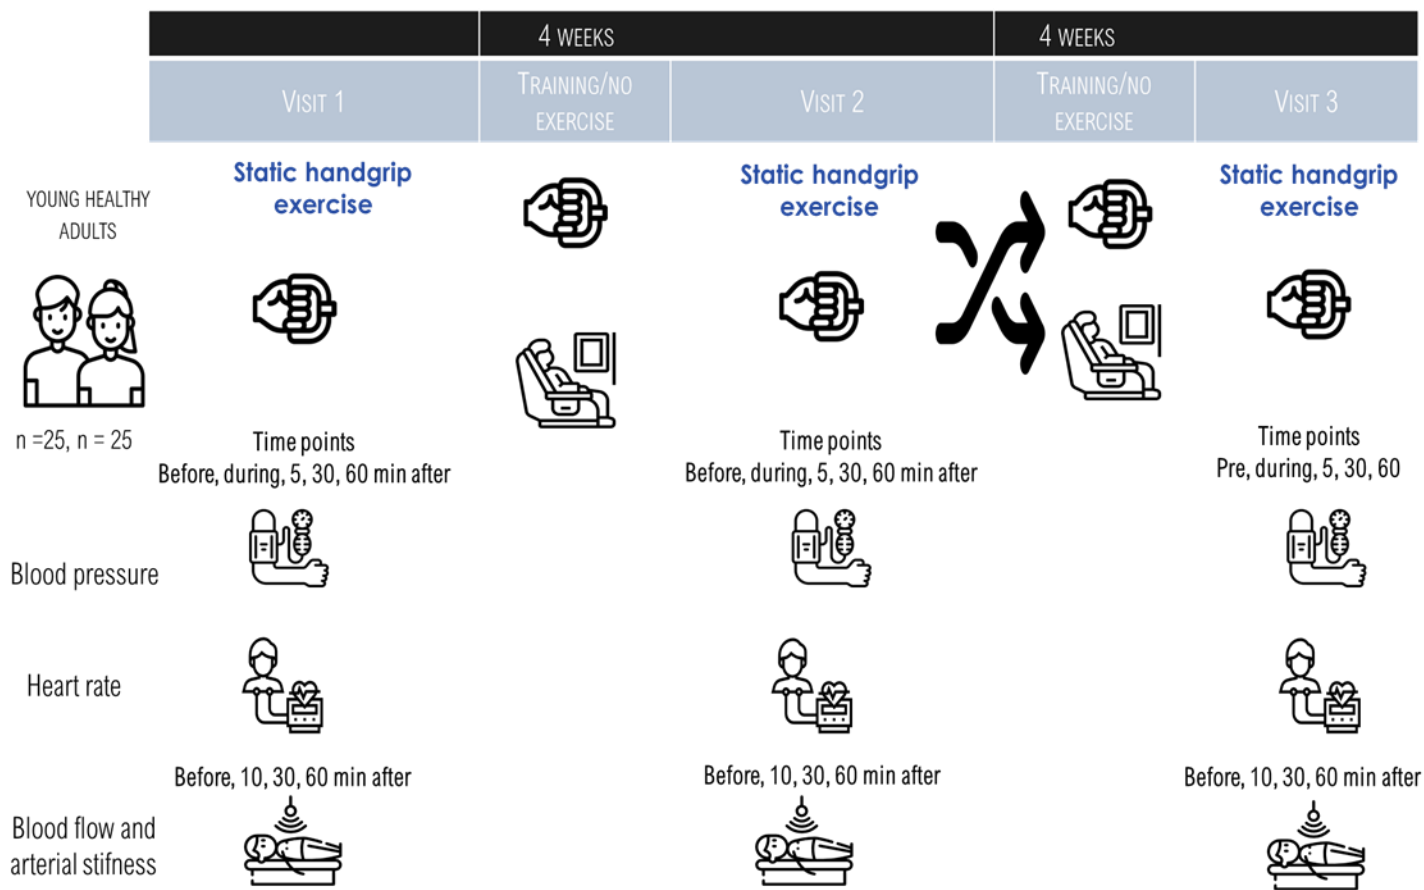 4 WEEKS
4 WEEKS
VISIT 1
TRAINING/NO
EXERCISE
VISIT 2
TRAINING/NO
EXERCISE
VISIT 3
YOUNG HEALTHY
ADULTS
n =25, n = 25
Static handgrip
exercise
Static handgrip
exercise
Static handgrip
exercise
Time points
Before, during, 5, 30, 60 min after
Time points
Before, during, 5, 30, 60 min after
Time points
Pre, during, 5, 30, 60
Blood pressure
Heart rate
Before, 10, 30, 60 min after
Before, 10, 30, 60 min after
Before, 10, 30, 60 min after
Blood flow and
arterial stifness